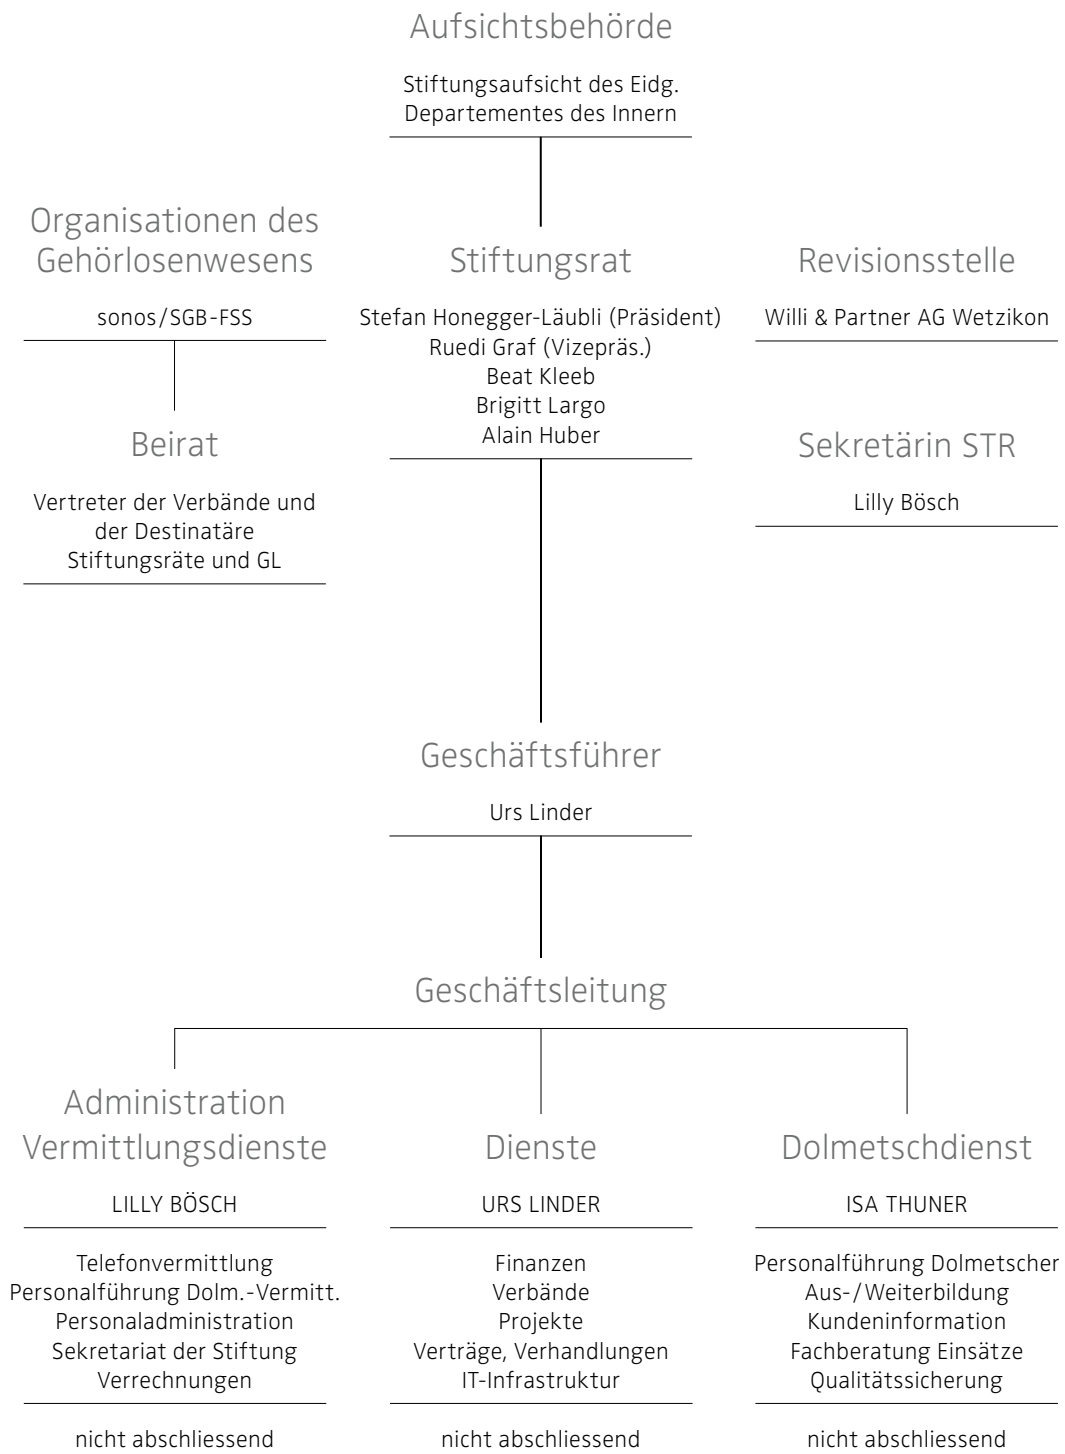 Aufsichtsbehörde
Stiftungsaufsicht des Eidg.
Departementes des Innern
Organisationen des
Gehörlosenwesens
sonos/SGB-FSS
Beirat
Vertreter der Verbände und
der Destinatäre
Stiftungsräte und GL
Stiftungsrat
Stefan Honegger-Läubli (Präsident)
Ruedi Graf (Vizepräs.)
Beat Kleeb
Brigitt Largo
Alain Huber
Revisionsstelle
Willi & Partner AG Wetzikon
Sekretärin STR
Lilly Bösch
Geschäftsführer
Urs Linder
Geschäftsleitung
Administration
Vermittlungsdienste
LILLY BÖSCH
Telefonvermittlung
Personalführung Dolm.-Vermitt.
Personaladministration
Sekretariat der Stiftung
Verrechnungen
nicht abschliessend
Dienste
URS LINDER
Finanzen
Verbände
Projekte
Verträge, Verhandlungen
IT-Infrastruktur
nicht abschliessend
Dolmetschdienst
ISA THUNER
Personalführung Dolmetscher
Aus-/Weiterbildung
Kundeninformation
Fachberatung Einsätze
Qualitätssicherung
nicht abschliessend